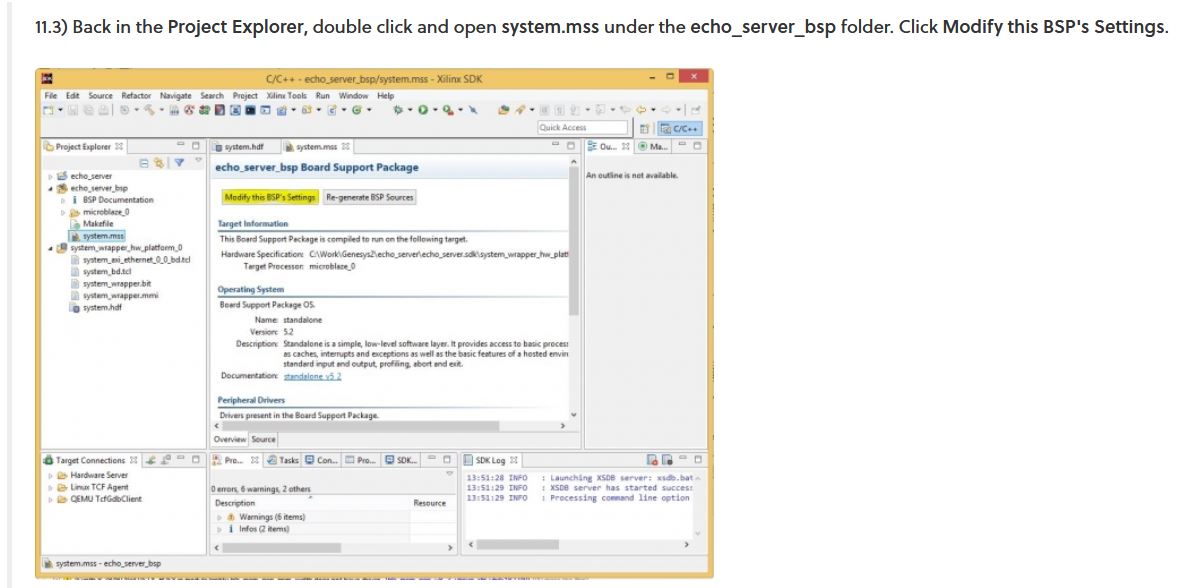 11.3) Back in the Project Explorer, double click and open system.mss under the echo_server_bsp folder. Click Modify this BSP's Settings.
C/C++ - echo_server_bsp/system.mss - Xilinx SDK
File Edit Source Refactor Navigate Search Project Xilinx Tools Run Window Help
Quick Access
C/C++
Project Explorer
echo_server
echo_server_bsp
BSP Documentation
microblaze_0
Makefile
system.mss
system_wrapper_hw_platform_0
system_axi_ethernet_0_0_bd.tcl
system_bd.tcl
system_wrapper.bit
system_wrapper.mmi
system.hdf
system.hdf system.mss
echo_server_bsp Board Support Package
Modify this BSP's Settings Re-generate BSP Sources
Target Information
This Board Support Package is compiled to run on the following target.
Hardware Specification: C:\Work\Genesys2\echo_server\echo_server.sdk\system_wrapper_hw_platf
Target Processor: microblaze_0
Operating System
Board Support Package OS.
Name: standalone
Version: 5.2
Description: Standalone is a simple, low-level software layer. It provides access to basic process
as caches, interrupts and exceptions as well as the basic features of a hosted enviro
standard input and output, profiling, abort and exit.
Documentation: standalone_v5_2
Peripheral Drivers
Drivers present in the Board Support Package.
Overview Source
Ou... Ma...
An outline is not available.
Target Connections
Hardware Server
Linux TCF Agent
QEMU TcfGdbClient
Pro... Tasks Con... Pro... SDK...
0 errors, 6 warnings, 2 others
Description Resource
Warnings (6 items)
Infos (2 items)
SDK Log
13:51:28 INFO : Launching XSDB server: xsdb.bat
13:51:29 INFO : XSDB server has started success
13:51:29 INFO : Processing command line option
system.mss - echo_server_bsp